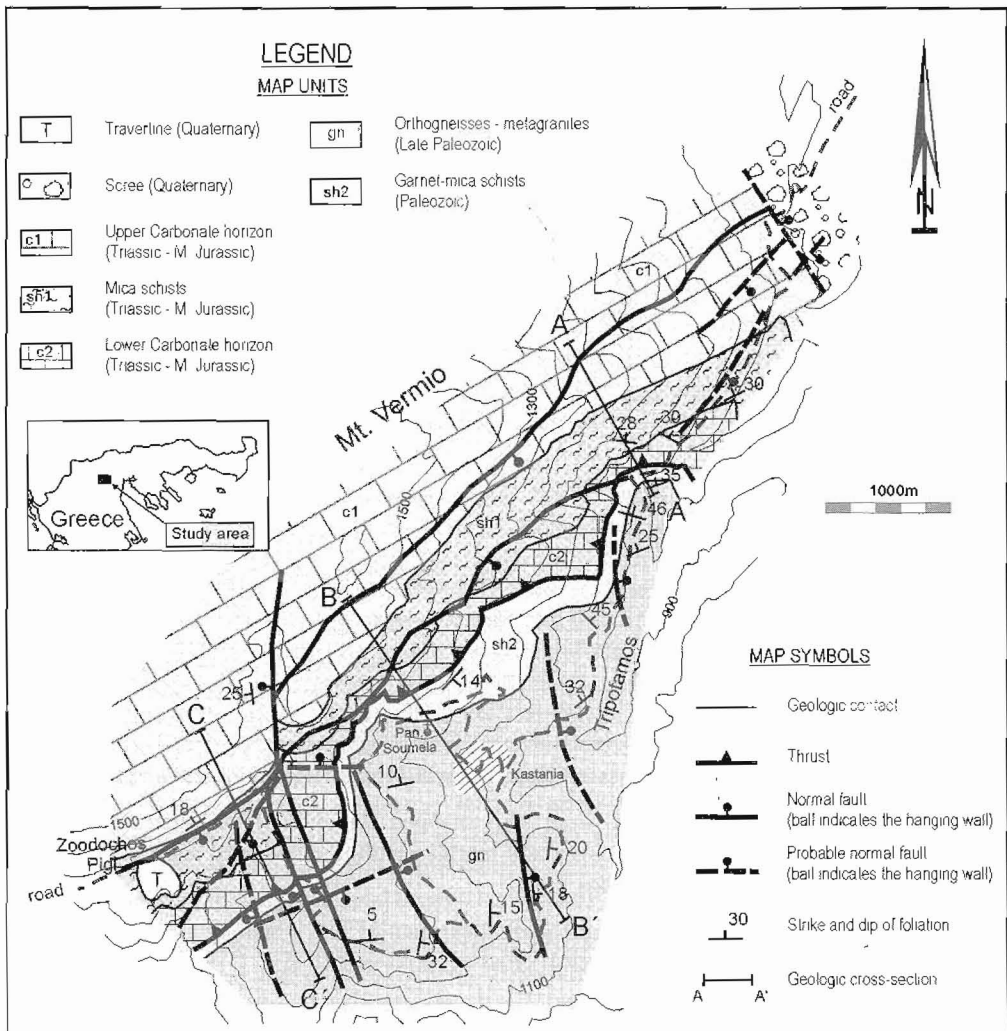 LEGEND
MAP UNITS
T
Travertine (Quaternary)
Scree (Quaternary)
c1
Upper Carbonate horizon
(Triassic - M Jurassic)
sh1
Mica schists
(Triassic - M Jurassic)
c2
Lower Carbonate horizon
(Triassic - M Jurassic)
gn
Orthogneisses - metagranites
(Late Paleozoic)
sh2
Garnet-mica schists
(Paleozoic)
road
N
c1
A
Mt. Vermio
1300
30
28
30
1500
c1
Greece
Study area
1000m
35
46
A
sh1
c2
25
B
900
45
sh2
14
32
Tripotamos
25
C
Pan.
Soumela
Kastania
10
c2
18
1500
Zoodochos
Pigi
T
road
gn
20
15
8
5
32
B'
C'
1100
MAP SYMBOLS
Geologic contact
Thrust
Normal fault
(ball indicates the hanging wall)
Probable normal fault
(ball indicates the hanging wall)
30
Strike and dip of foliation
A A'
Geologic cross-section